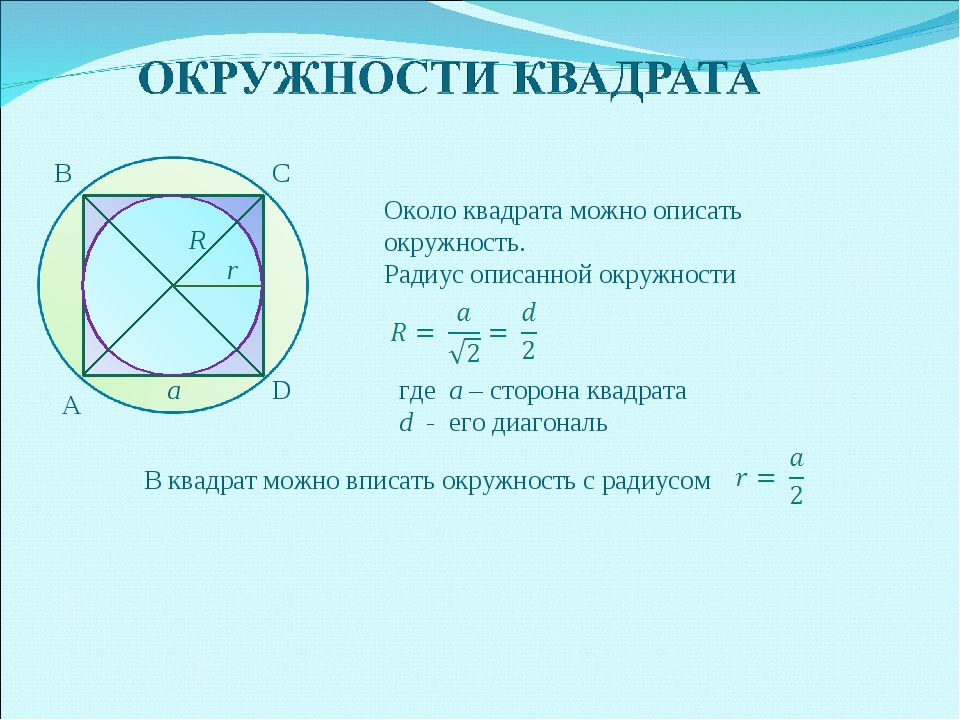 ОКРУЖНОСТИ КВАДРАТА
B
C
R
r
a
A
D
Около квадрата можно описать
окружность.
Радиус описанной окружности
R = a/√2 = d/2
где a – сторона квадрата
d - его диагональ
В квадрат можно вписать окружность с радиусом r = a/2